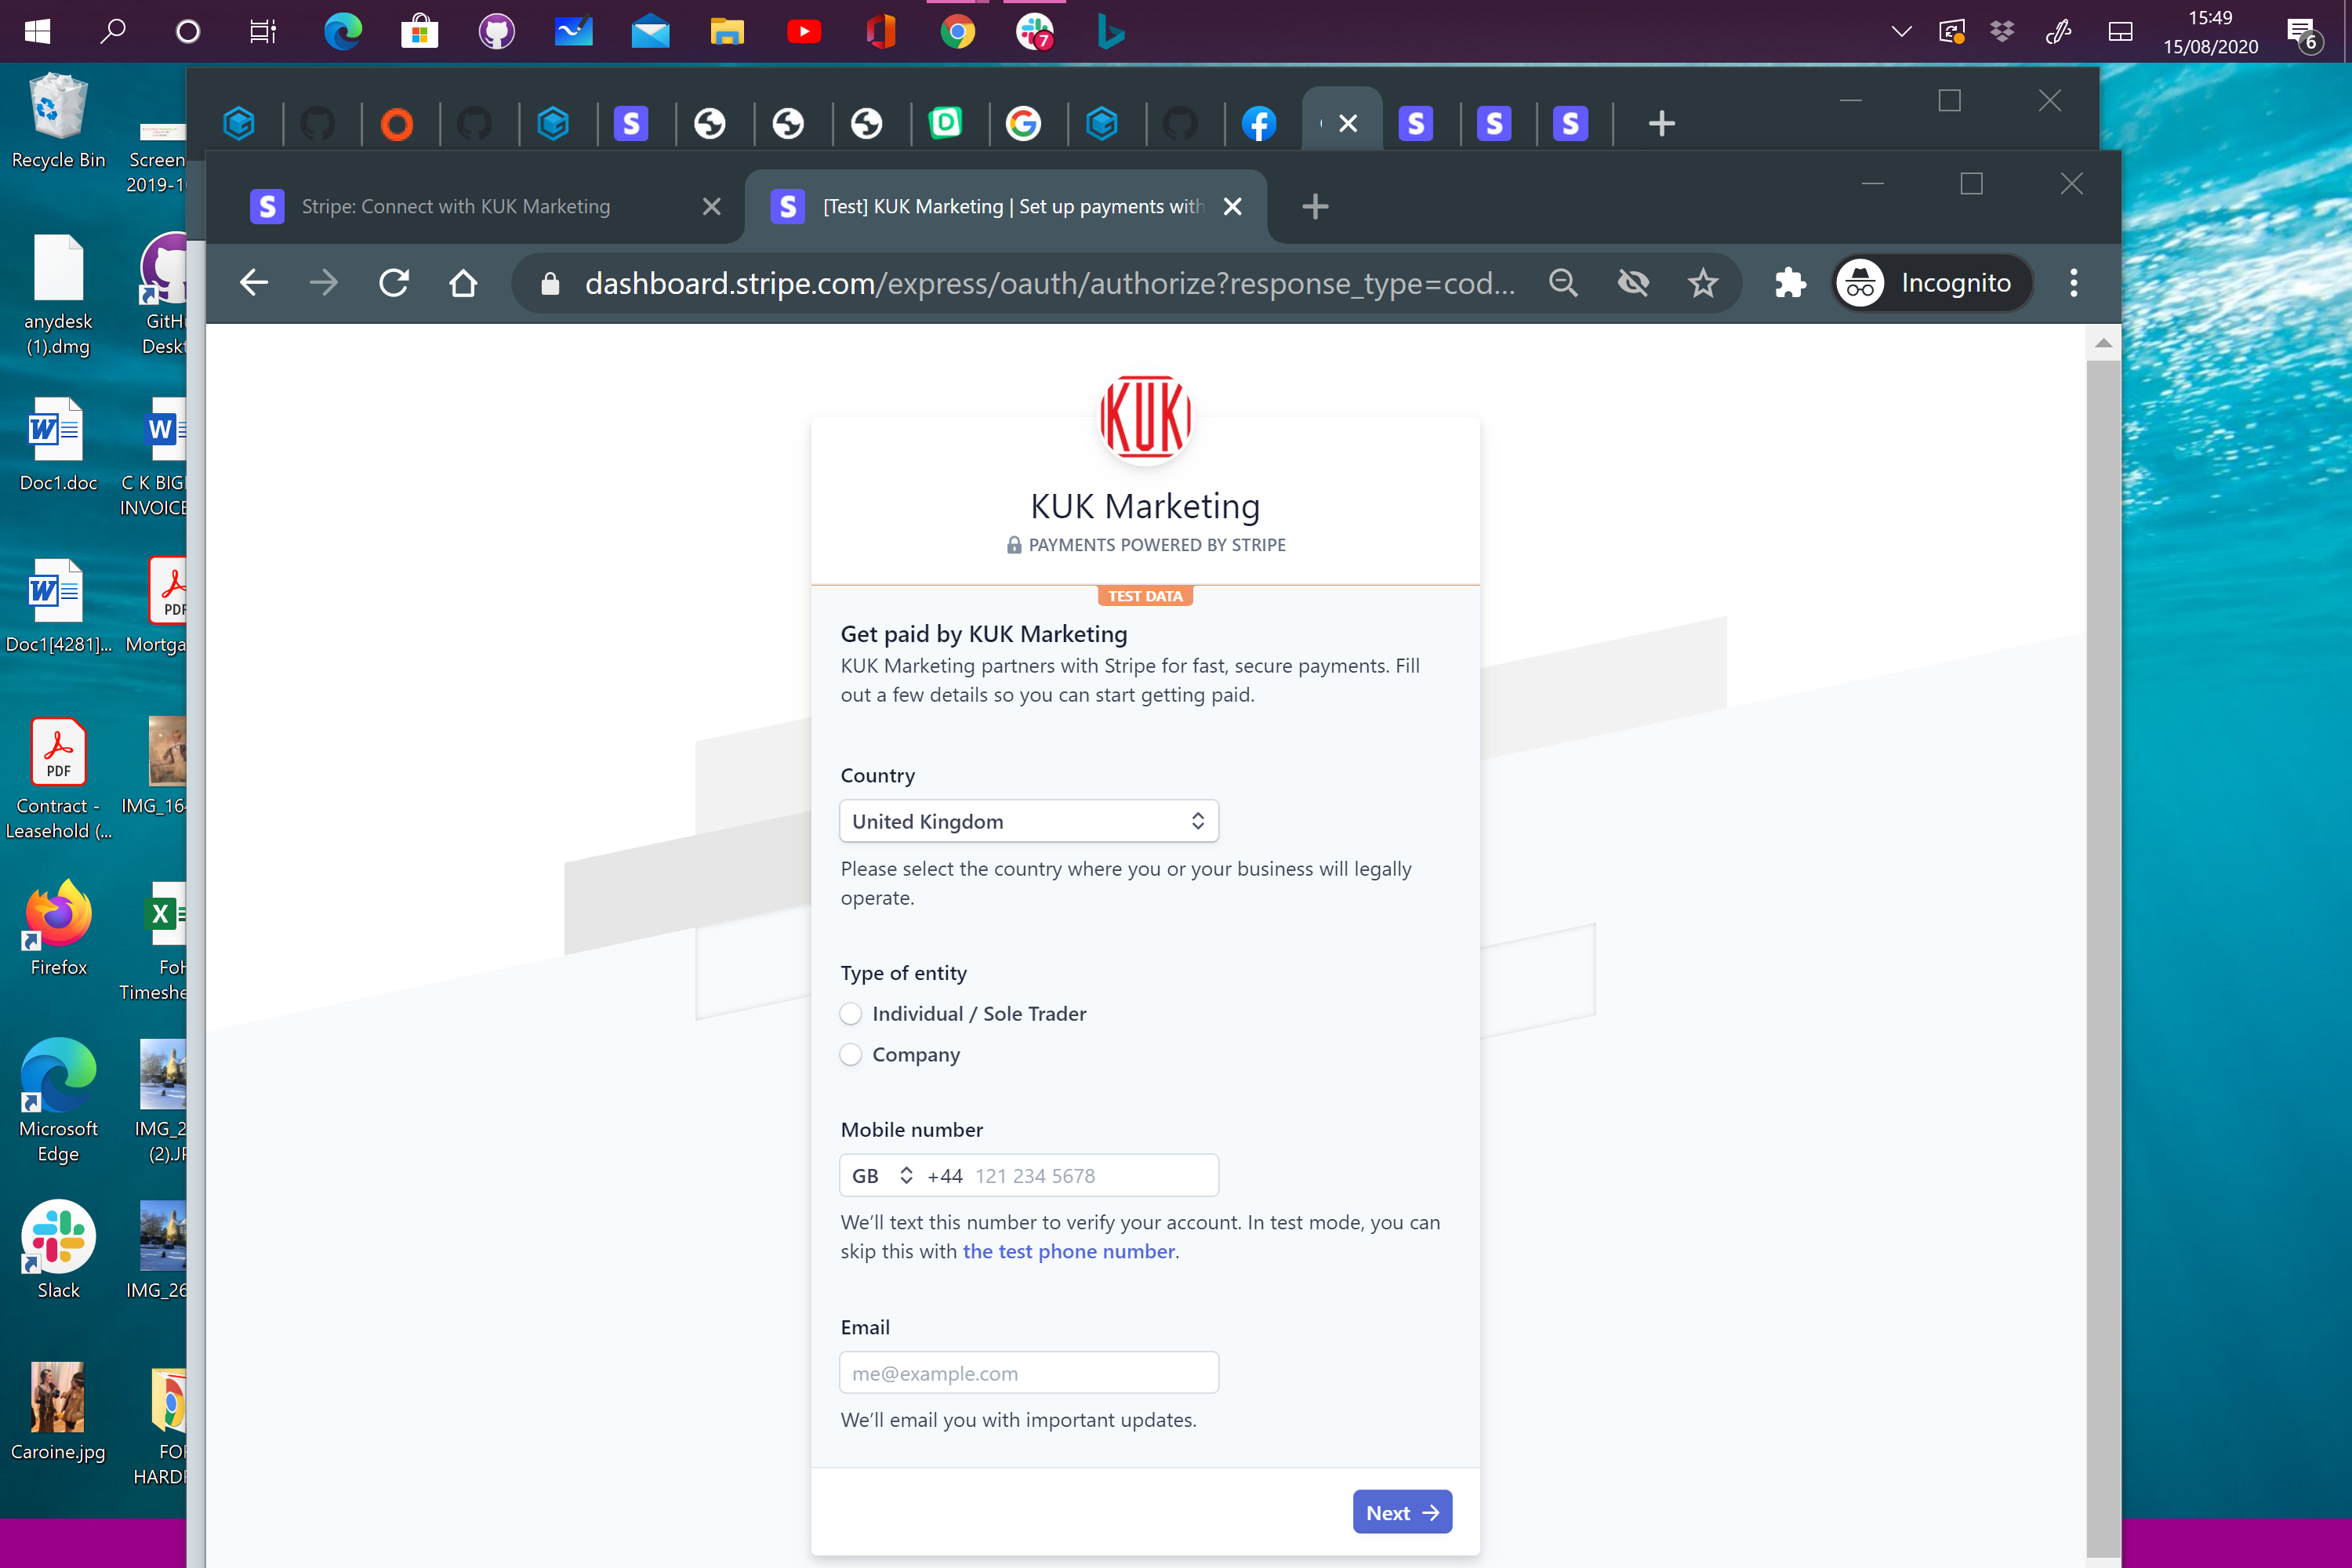 15:49
15/08/2020
7
6
Recycle Bin
Screen
2019-1
anydesk
(1).dmg
GitH
Deskt
Doc1.doc
C K BIG
INVOICE
Doc1[4281]...
Mortga
PDF
Contract -
Leasehold (...
PDF
IMG_16
Firefox
FoH
Timeshe
Microsoft
Edge
IMG_2
(2).JP
Slack
IMG_26
Caroine.jpg
FOH
HARD
Stripe: Connect with KUK Marketing
[Test] KUK Marketing | Set up payments with
dashboard.stripe.com/express/oauth/authorize?response_type=cod...
Incognito
KUK
KUK Marketing
PAYMENTS POWERED BY STRIPE
TEST DATA
Get paid by KUK Marketing
KUK Marketing partners with Stripe for fast, secure payments. Fill
out a few details so you can start getting paid.
Country
United Kingdom
Please select the country where you or your business will legally
operate.
Type of entity
Individual / Sole Trader
Company
Mobile number
GB +44 121 234 5678
We’ll text this number to verify your account. In test mode, you can
skip this with the test phone number.
Email
me@example.com
We’ll email you with important updates.
Next